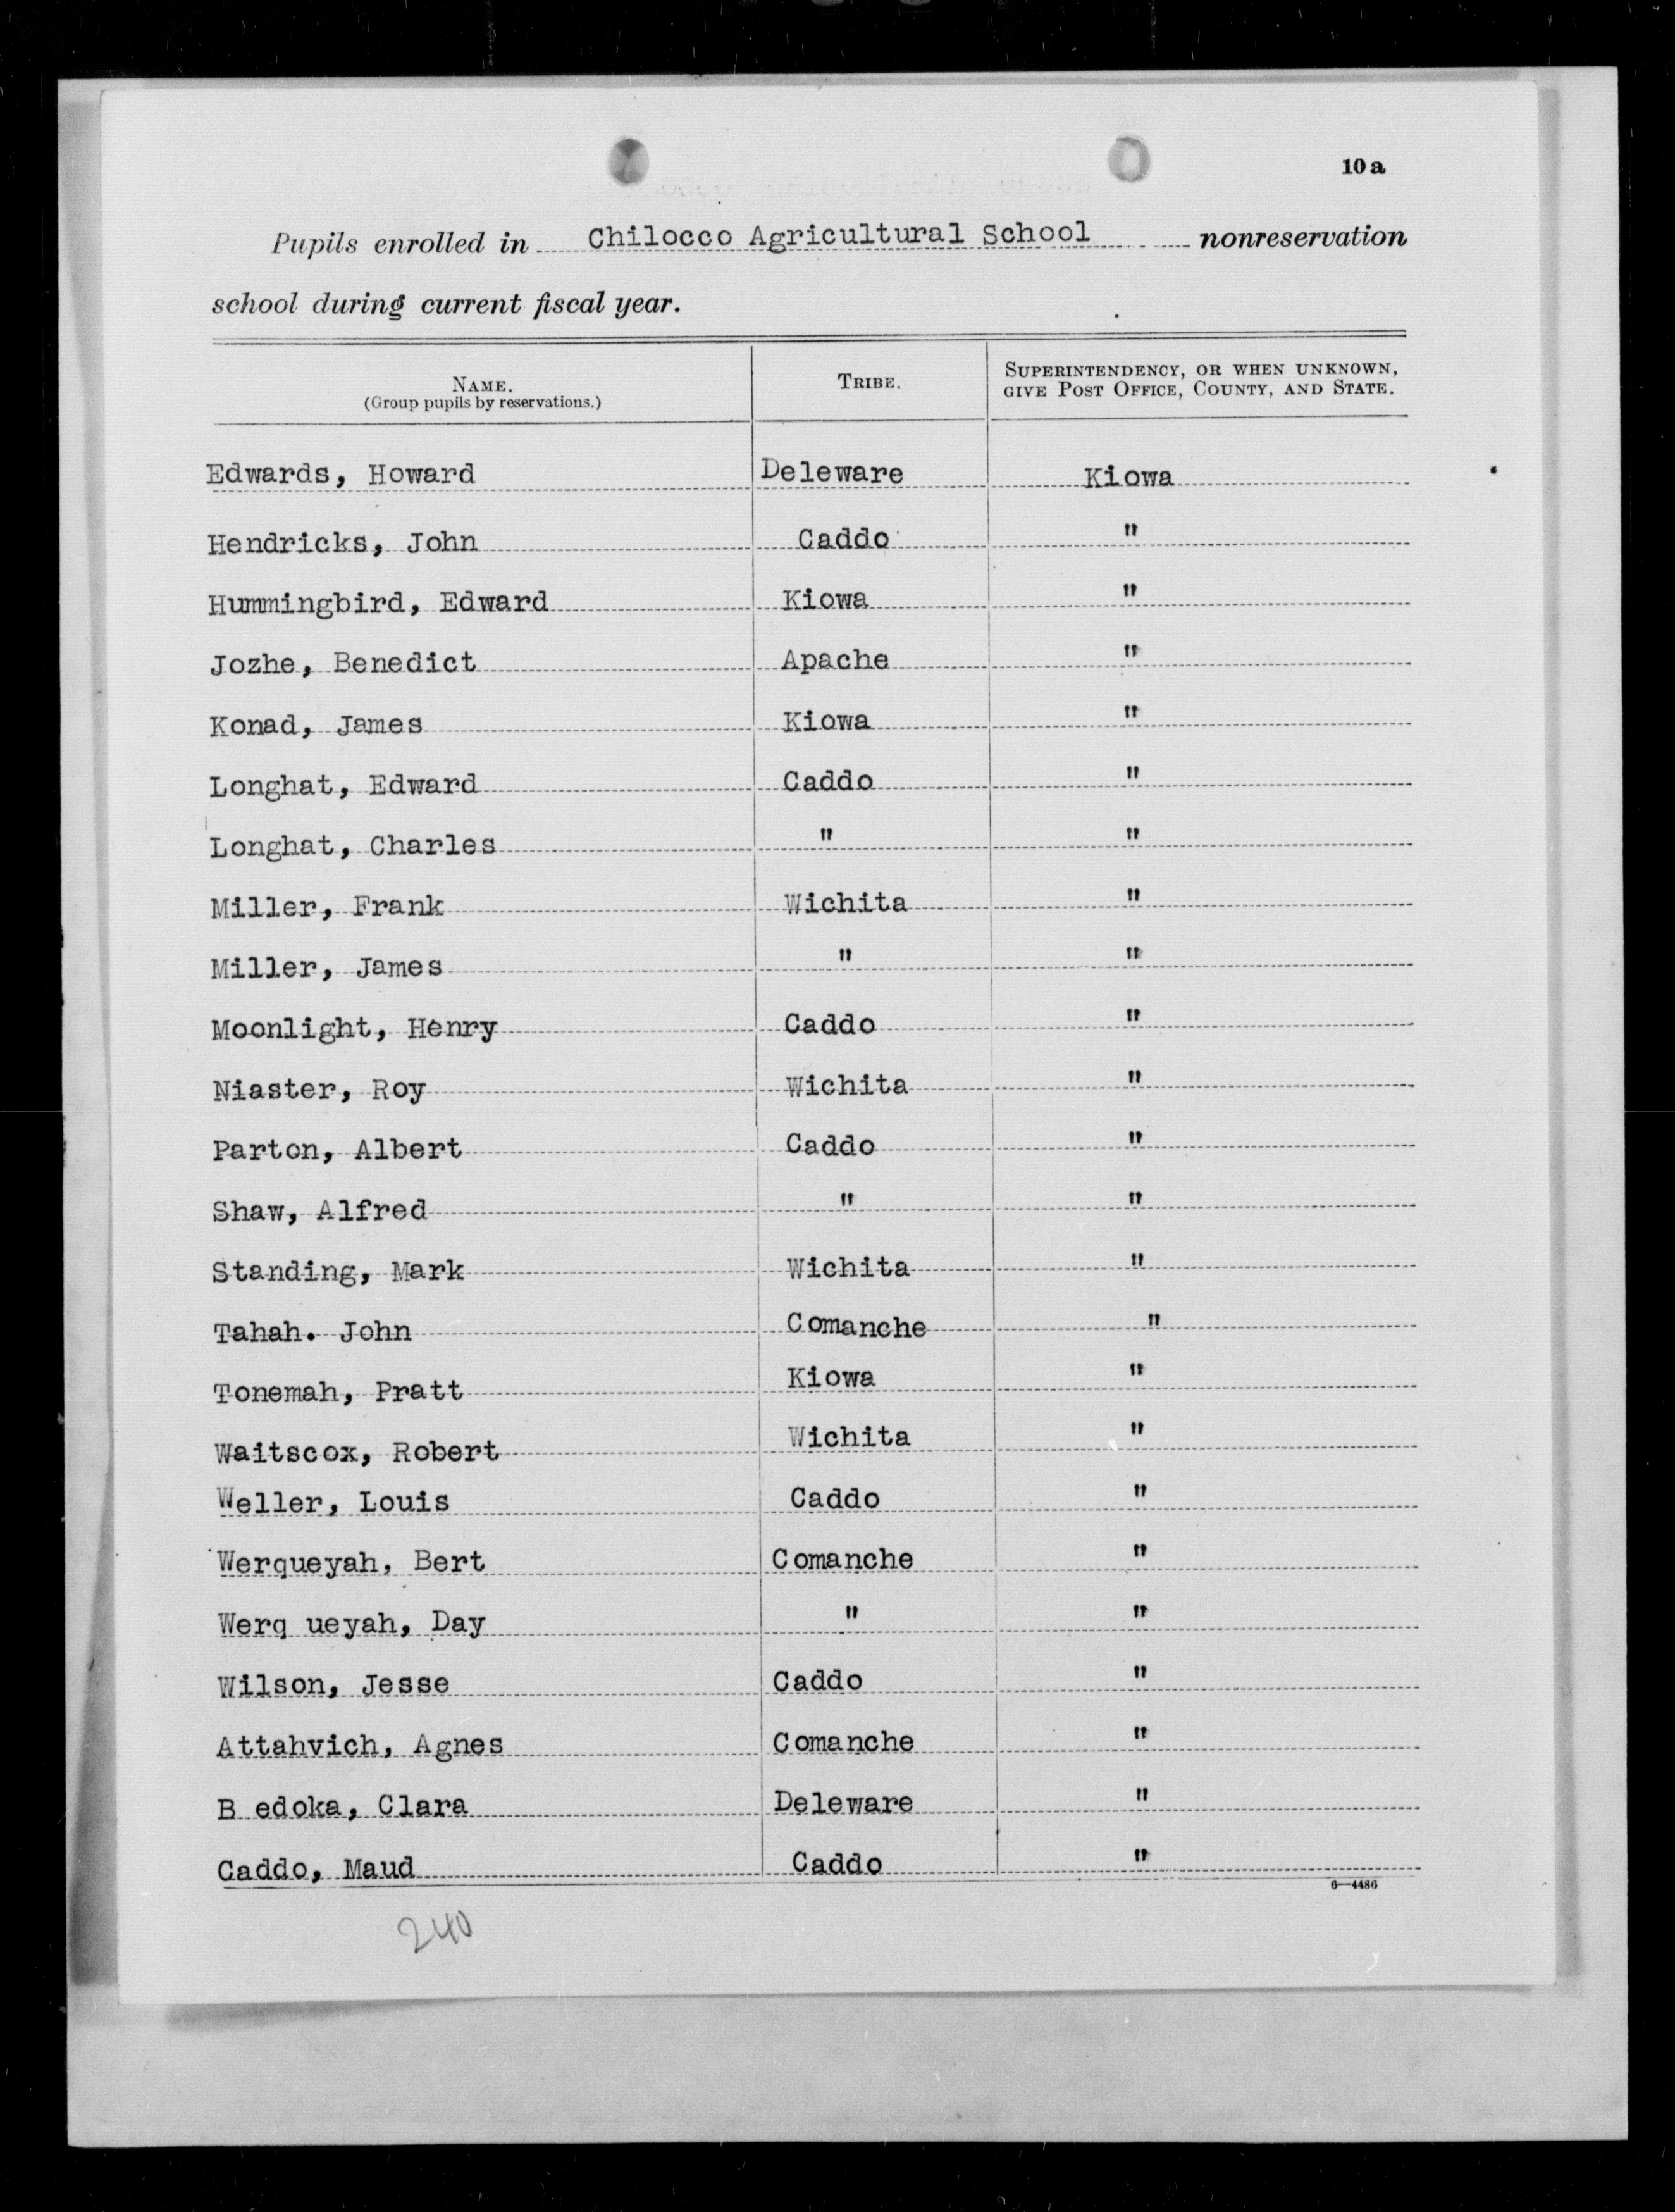 10 a
Pupils enrolled in Chilocco Agricultural School nonreservation
school during current fiscal year.
NAME. TRIBE. SUPERINTENDENCY, OR WHEN UNKNOWN,
(Group pupils by reservations.) GIVE POST OFFICE, COUNTY, AND STATE.
Edwards, Howard Deleware Kiowa
Hendricks, John Caddo "
Hummingbird, Edward Kiowa "
Jozhe, Benedict Apache "
Konad, James Kiowa "
Longhat, Edward Caddo "
Longhat, Charles " "
Miller, Frank Wichita "
Miller, James " "
Moonlight, Henry Caddo "
Niaster, Roy Wichita "
Parton, Albert Caddo "
Shaw, Alfred " "
Standing, Mark Wichita "
Tahah. John Comanche "
Tonemah, Pratt Kiowa "
Waitscox, Robert Wichita "
Weller, Louis Caddo "
Werqueyah, Bert Comanche "
Werq ueyah, Day " "
Wilson, Jesse Caddo "
Attahvich, Agnes Comanche "
B edoka, Clara Deleware "
Caddo, Maud Caddo "
6—4486
240